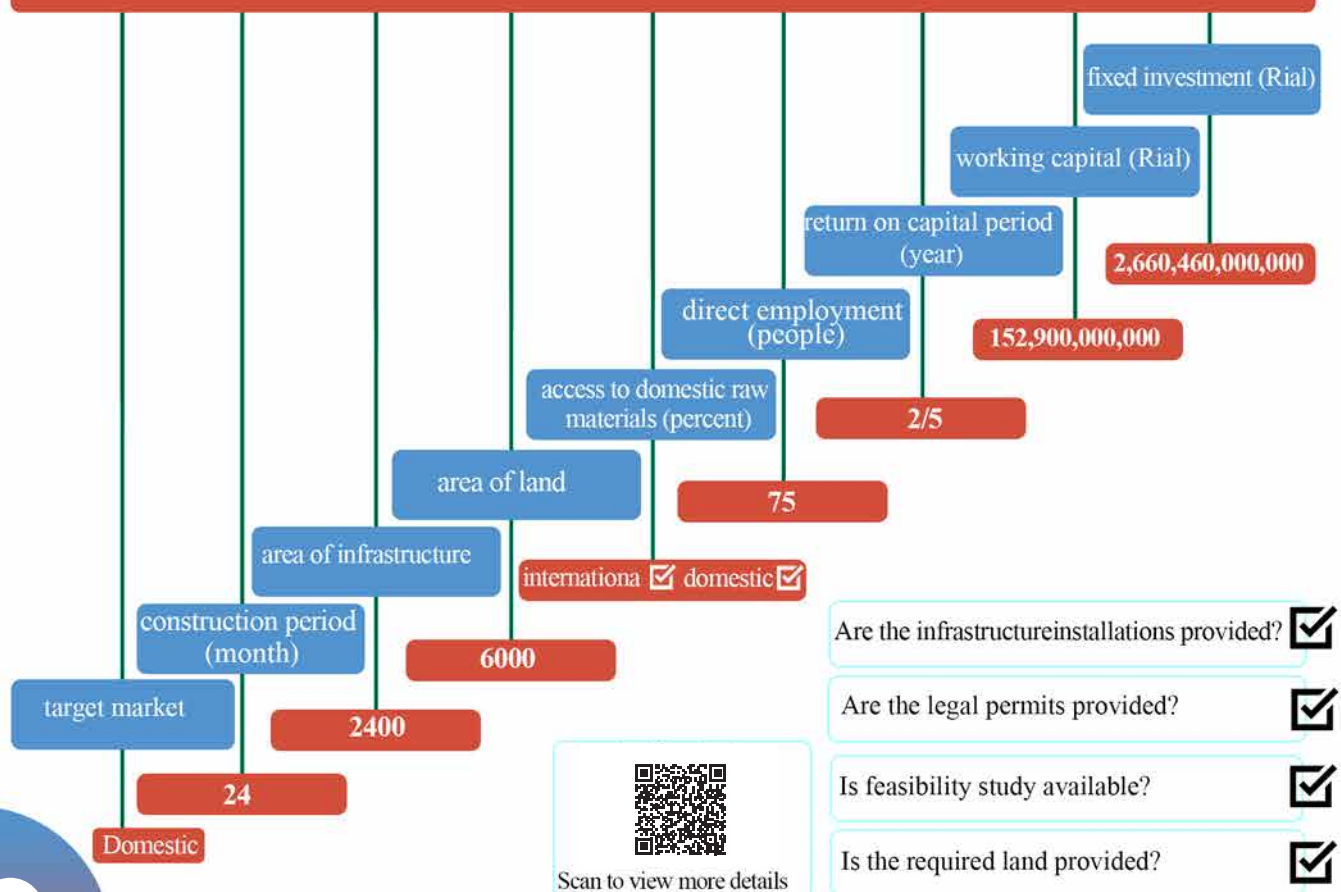 fixed investment (Rial)
2,660,460,000,000
working capital (Rial)
152,900,000,000
return on capital period
(year)
2/5
direct employment
(people)
75
access to domestic raw
materials (percent)
internationa ☑ domestic ☑
area of land
6000
area of infrastructure
2400
construction period
(month)
24
target market
Domestic
Are the infrastructureinstallations provided? ☑
Are the legal permits provided? ☑
Is feasibility study available? ☑
Is the required land provided? ☑
Scan to view more details